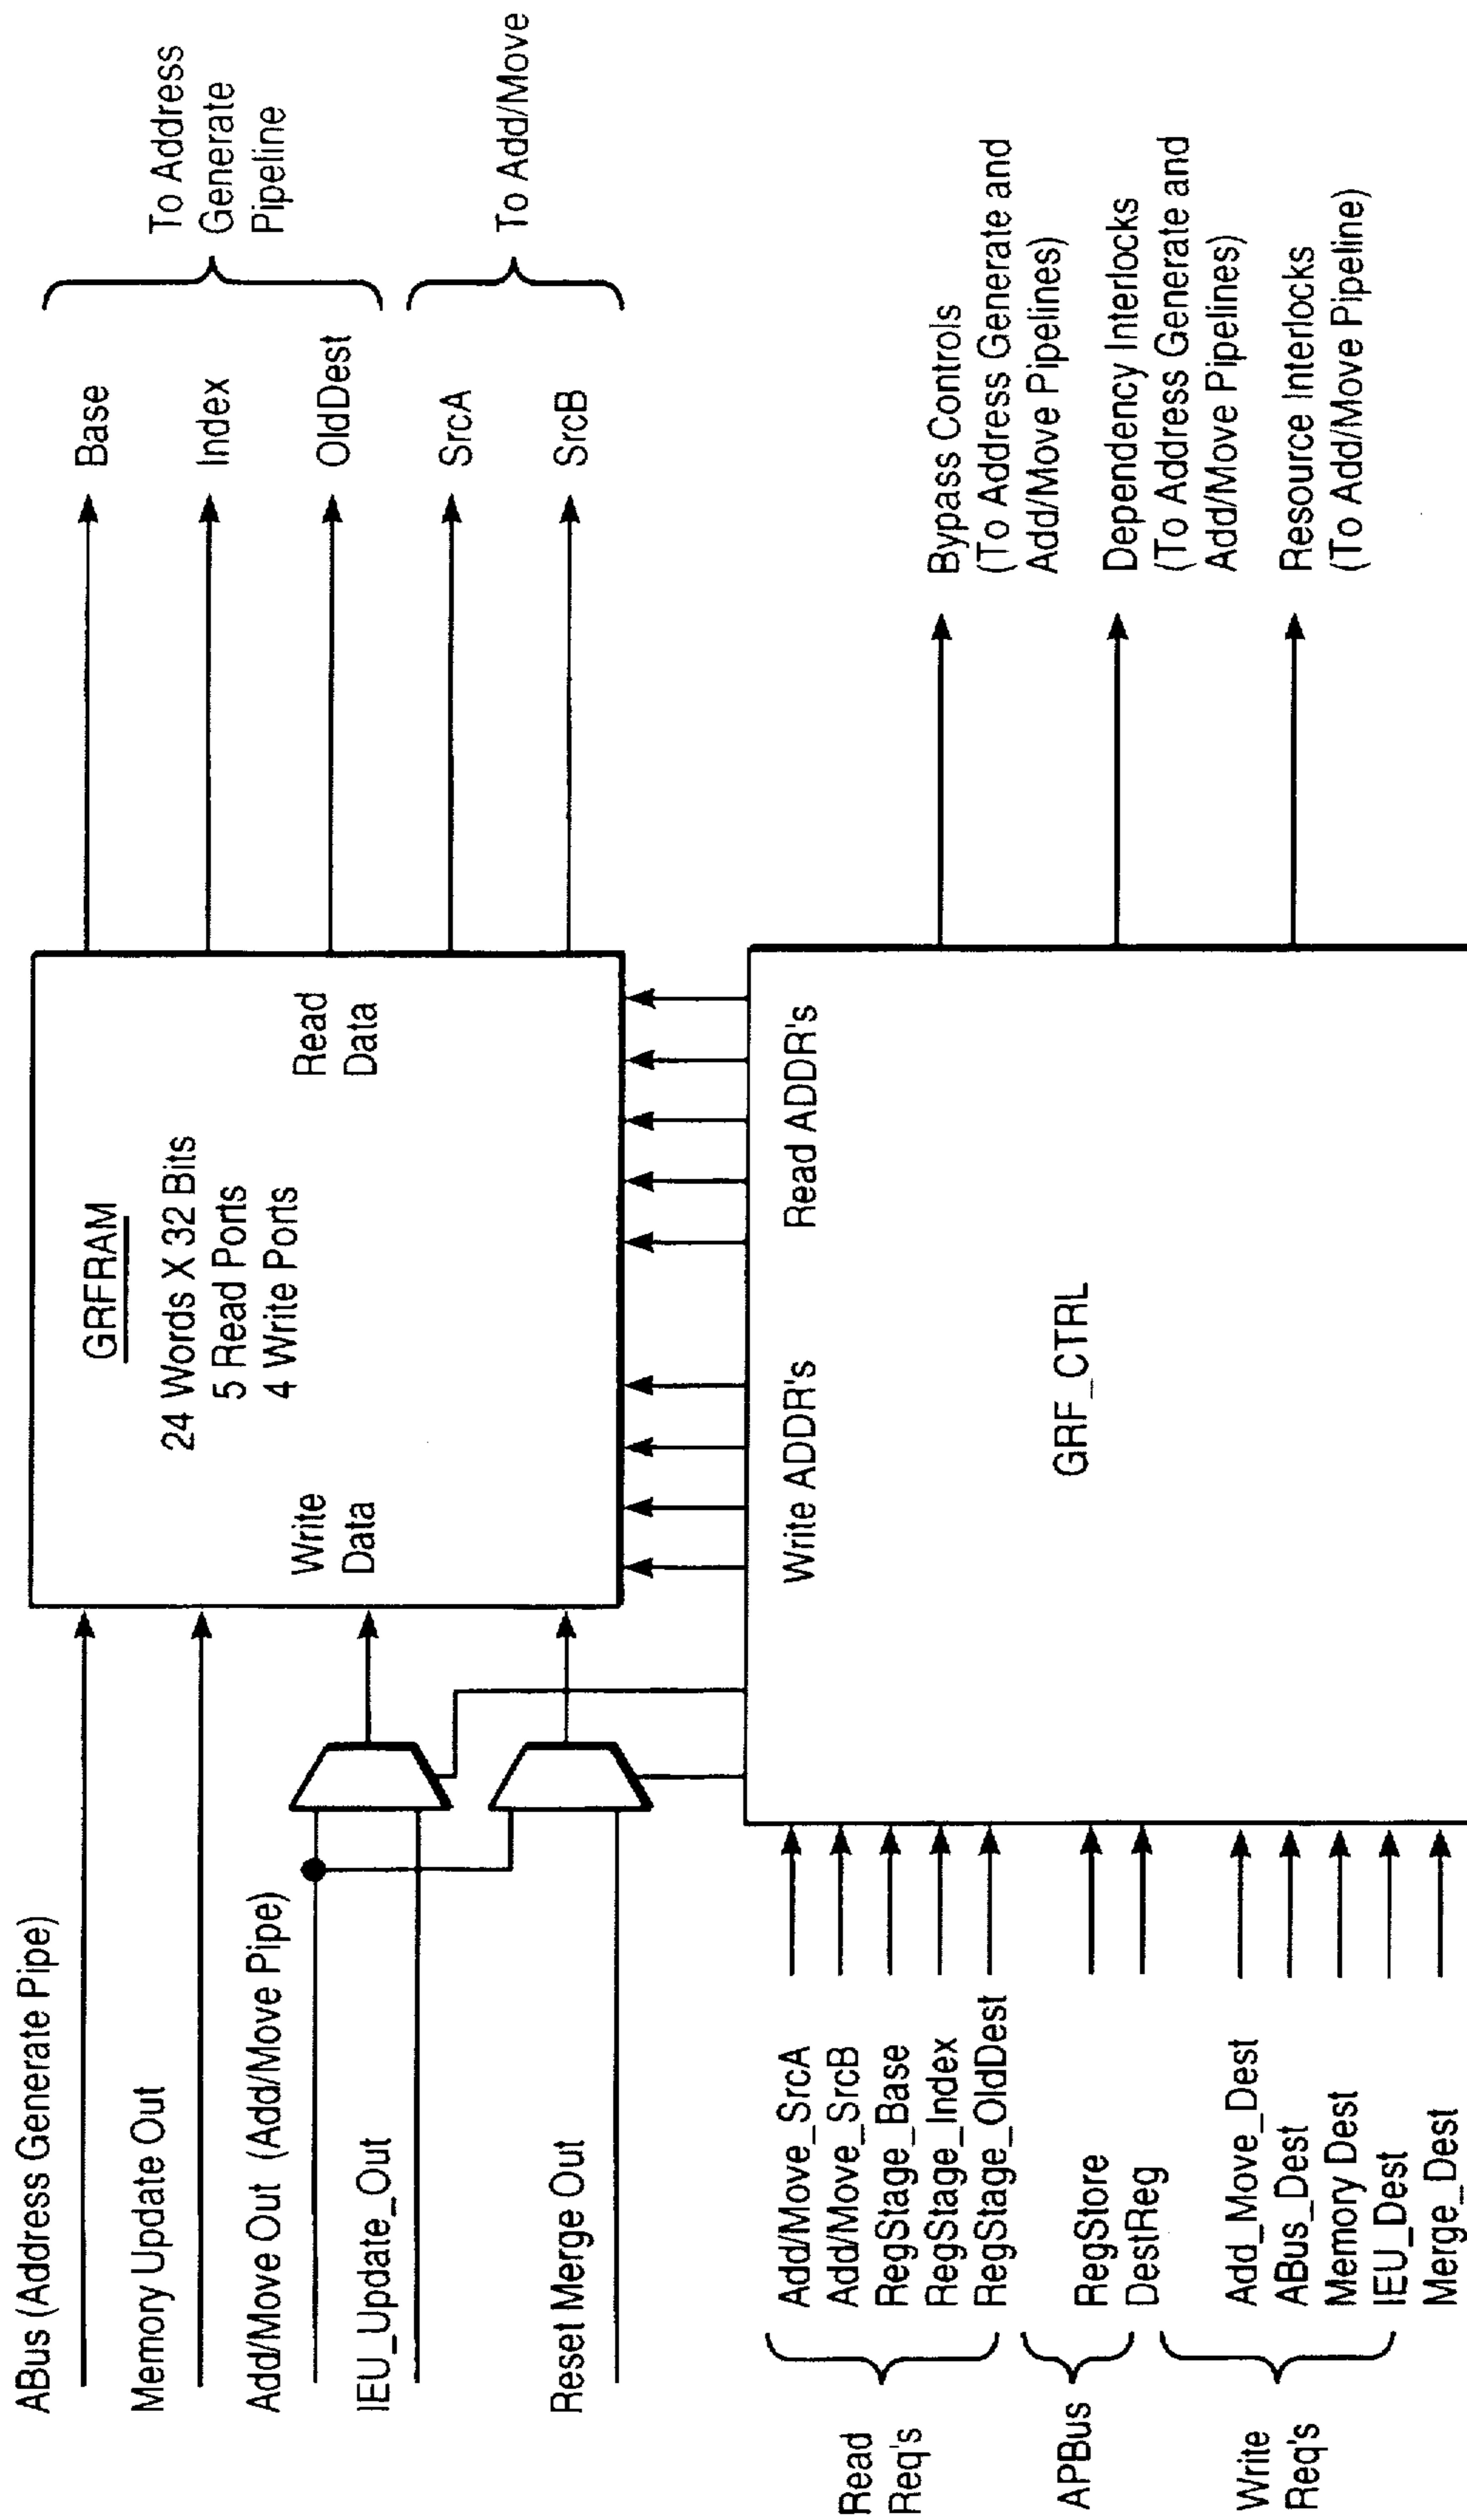 ABus (Address Generate Pipe)
Memory Update Out
Add/Move Out (Add/Move Pipe)
IEU_Update_Out
Reset Merge Out
GRFRAM
24 Words X 32 Bits
5 Read Ports
4 Write Ports
Write
Data
Read
Data
Base
Index
OldDest
SrcA
SrcB
To Address
Generate
Pipeline
To Add/Move
Write ADDR's
Read ADDR's
GRF_CTRL
Read
Req's
Add/Move_SrcA
Add/Move_SrcB
RegStage_Base
RegStage_Index
RegStage_OldDest
APBus
RegStore
DestReg
Write
Req's
Add_Move_Dest
ABus_Dest
Memory Dest
IEU_Dest
Merge_Dest
Bypass Controls
(To Address Generate and
Add/Move Pipelines)
Dependency Interlocks
(To Address Generate and
Add/Move Pipelines)
Resource Interlocks
(To Add/Move Pipeline)